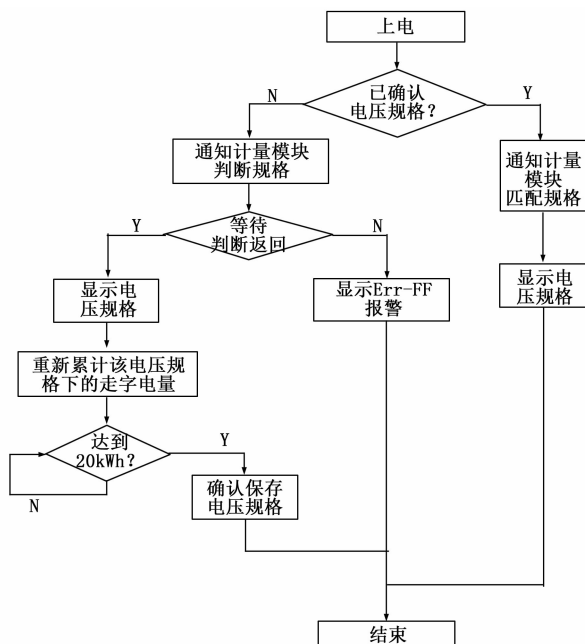 上电
已确认
电压规格？
N
Y
通知计量模块
判断规格
通知计量
模块
匹配规格
等待
判断返回
Y
N
显示电
压规格
显示Err-FF
报警
显示电
压规格
重新累计该电压规
格下的走字电量
达到
20kWh？
Y
N
确认保存
电压规格
结束